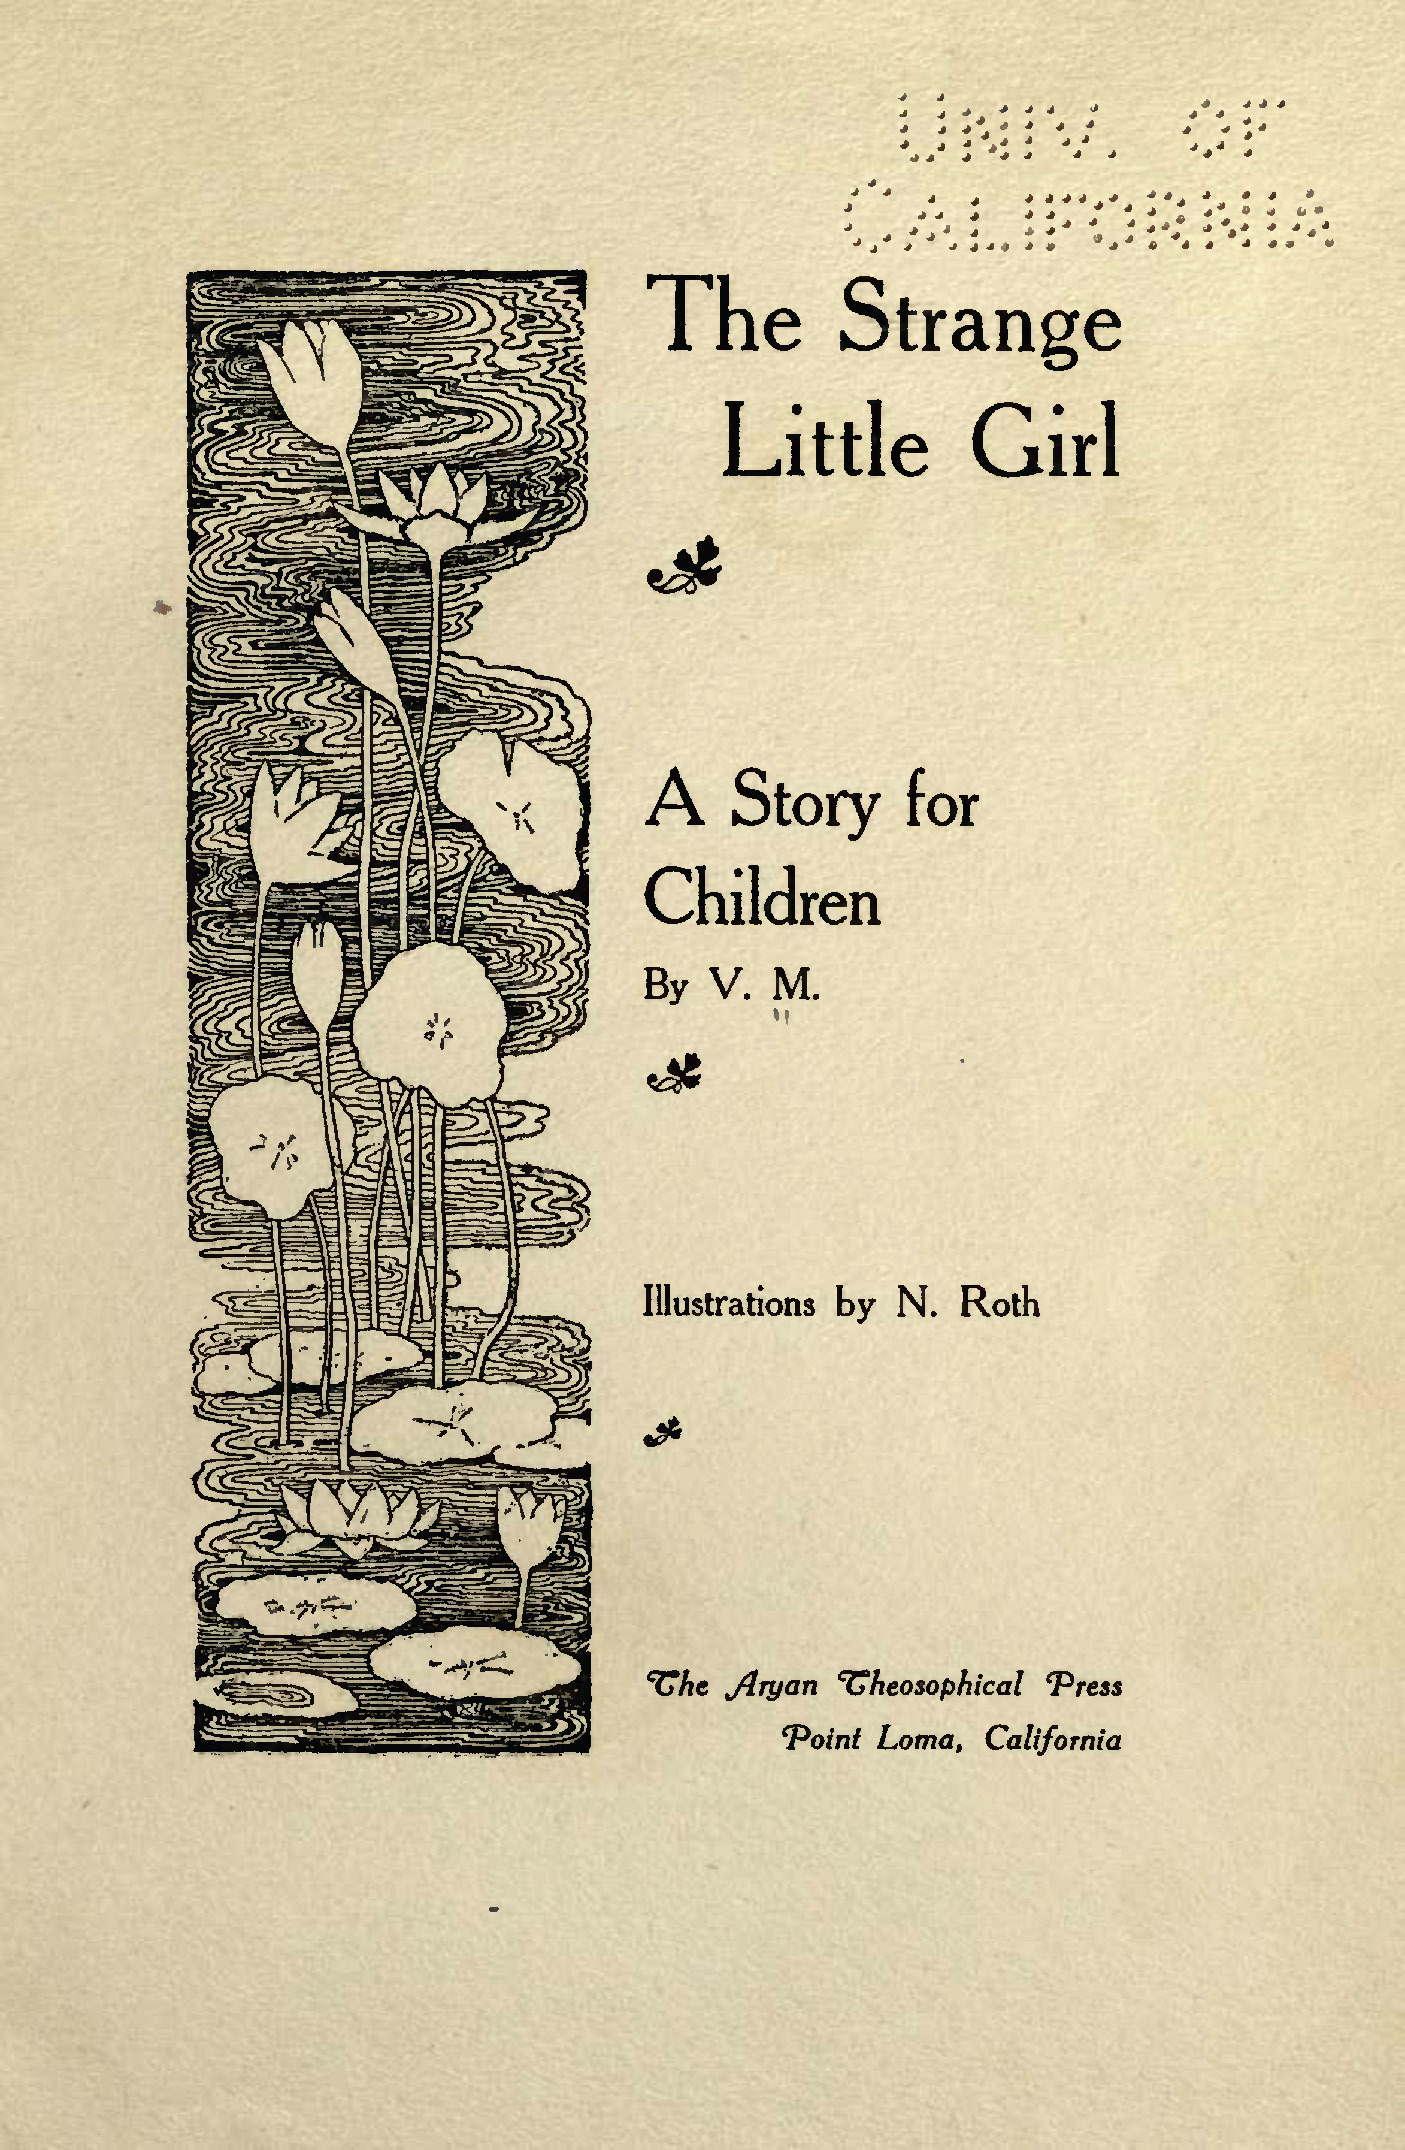 UNIV. OF
CALIFORNIA
The Strange
Little Girl
A Story for
Children
By V. M.
Illustrations by N. Roth
The Aryan Theosophical Press
Point Loma, California